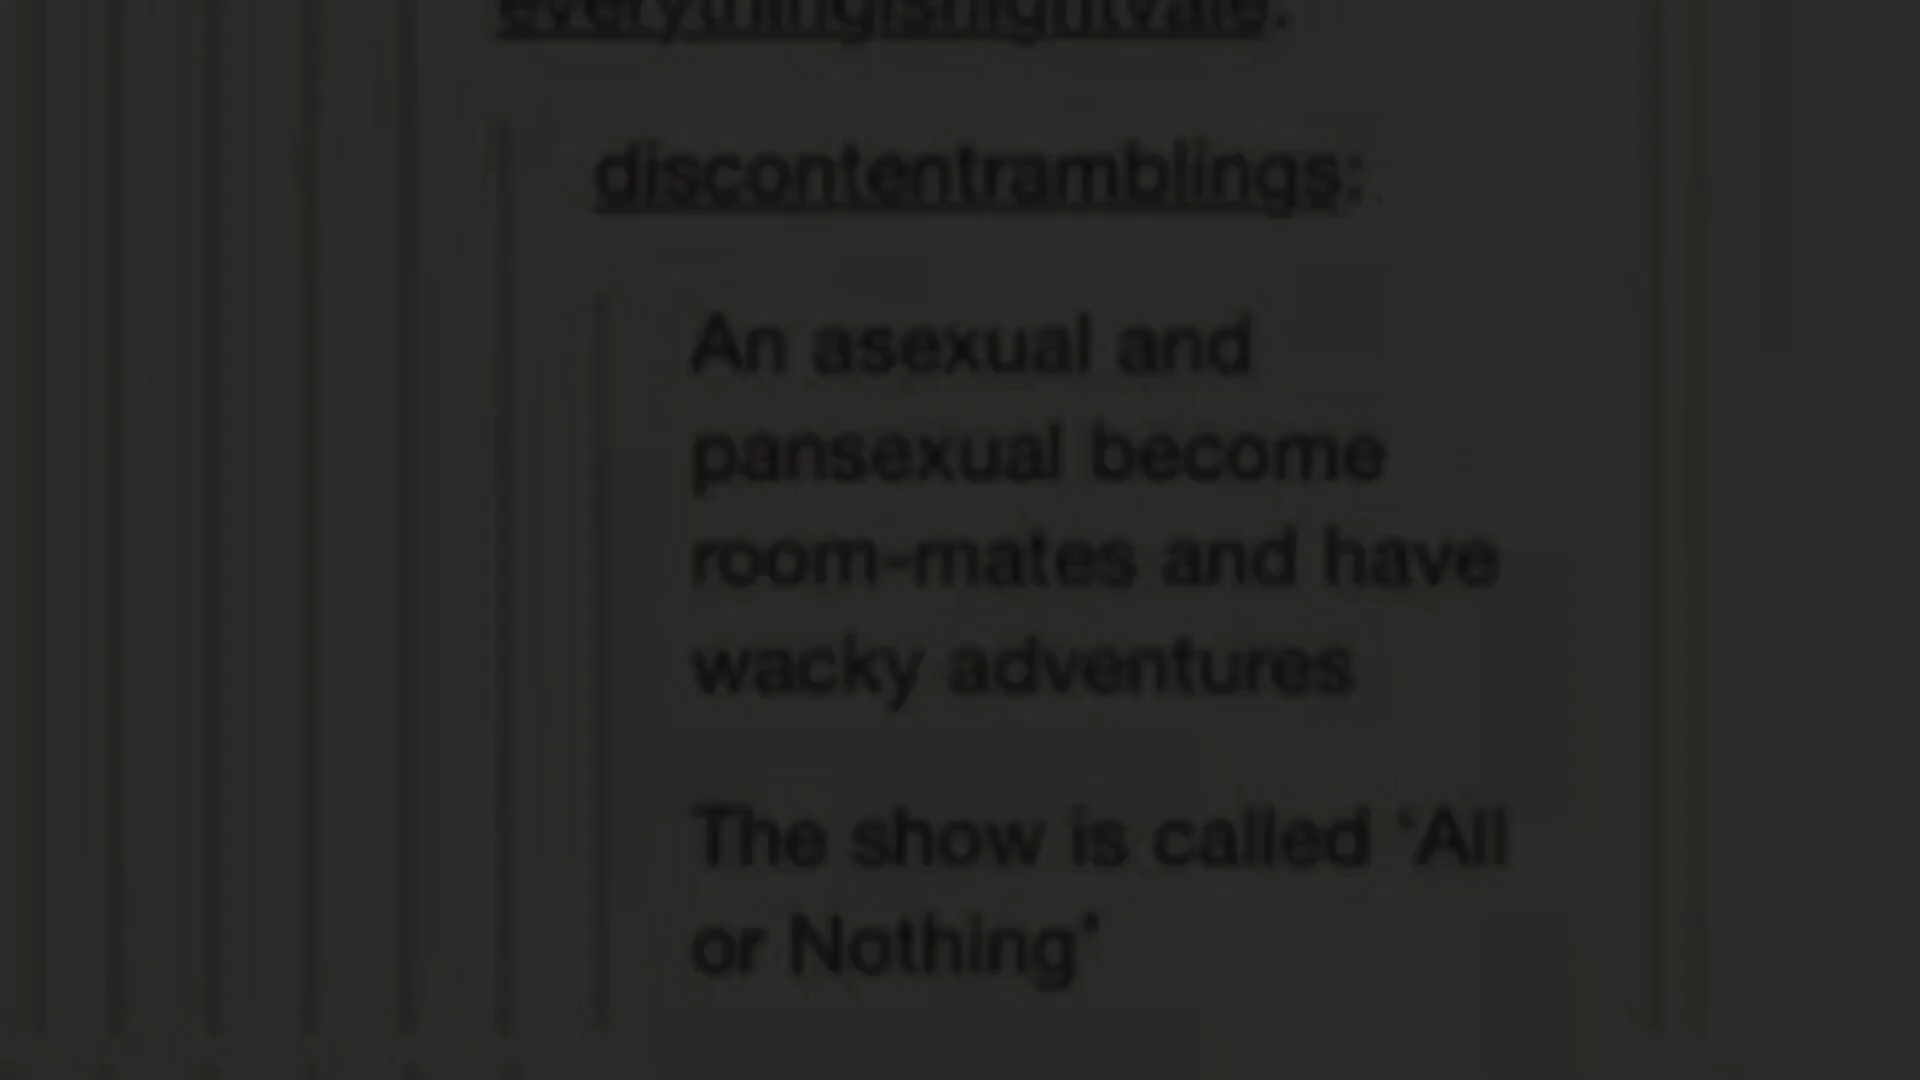 everythingisnightvale:
discontentramblings:
An asexual and
pansexual become
room-mates and have
wacky adventures
The show is called ‘All
or Nothing’